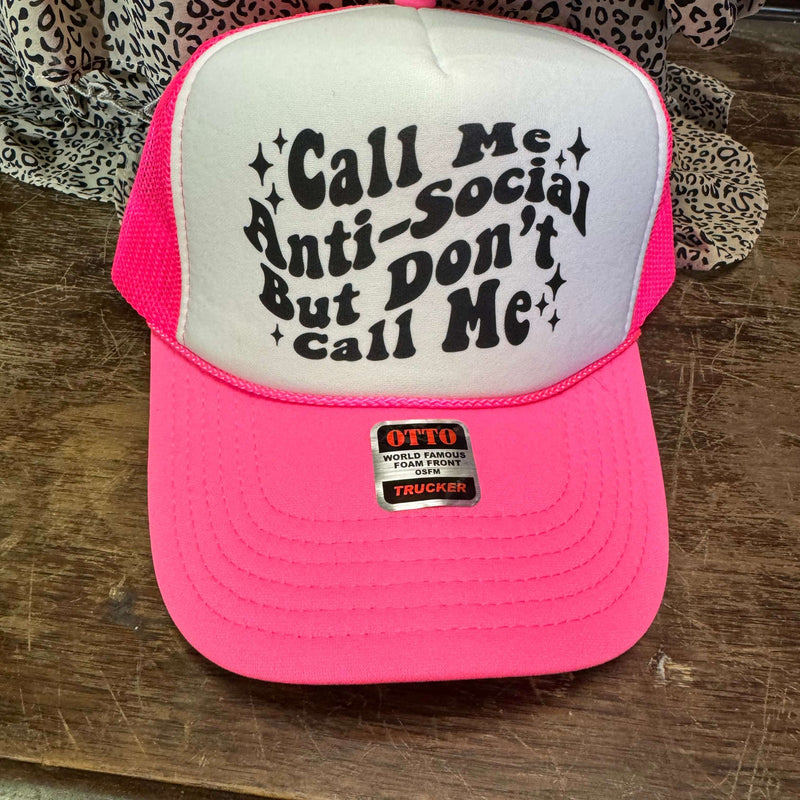 Call Me
Anti-Social
But Don't
Call Me
OTTO
WORLD FAMOUS
FOAM FRONT
OSFM
TRUCKER